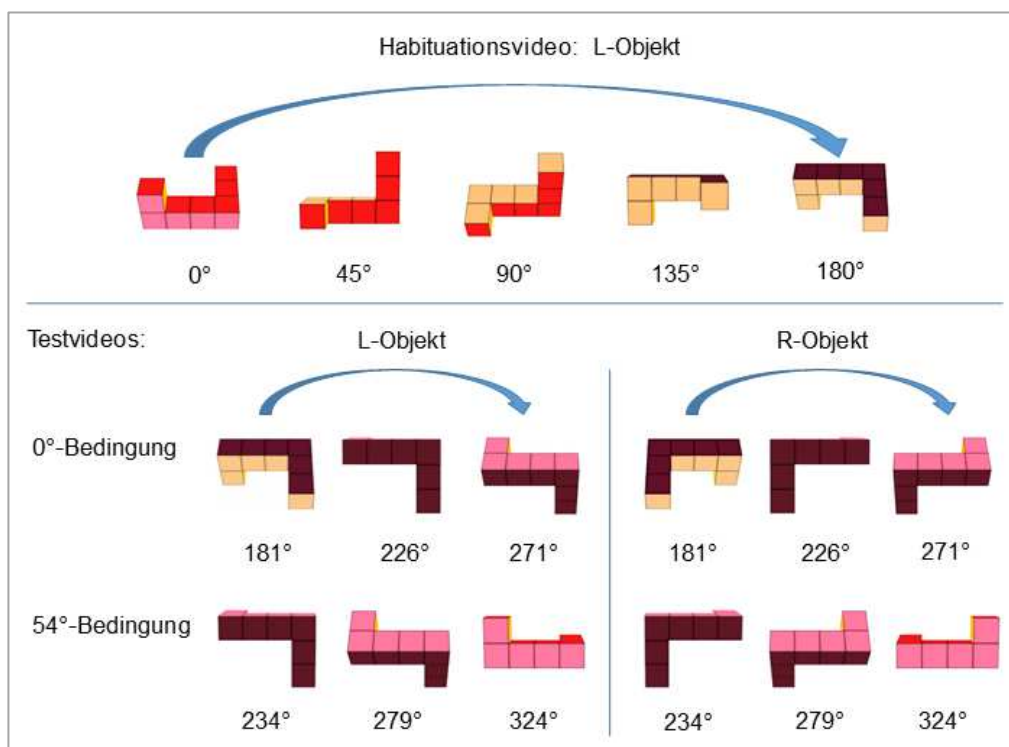 Habituationsvideo: L-Objekt
0° 45° 90° 135° 180°
Testvideos: L-Objekt R-Objekt
0°-Bedingung
181° 226° 271° 181° 226° 271°
54°-Bedingung
234° 279° 324° 234° 279° 324°